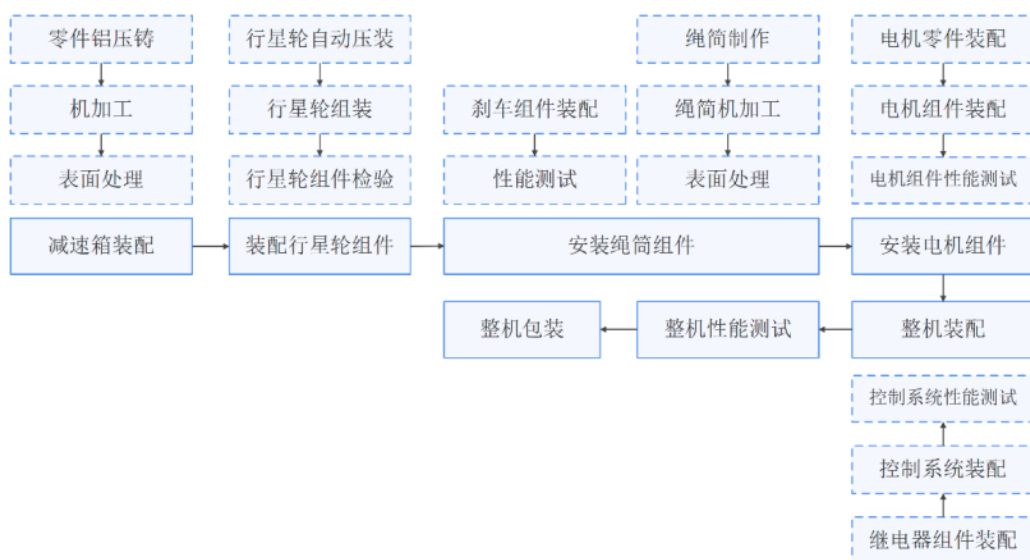 零件铝压铸
行星轮自动压装
绳筒制作
电机零件装配
机加工
行星轮组装
刹车组件装配
绳筒机加工
电机组件装配
表面处理
行星轮组件检验
性能测试
表面处理
电机组件性能测试
减速箱装配
装配行星轮组件
安装绳筒组件
安装电机组件
整机包装
整机性能测试
整机装配
控制系统性能测试
控制系统装配
继电器组件装配